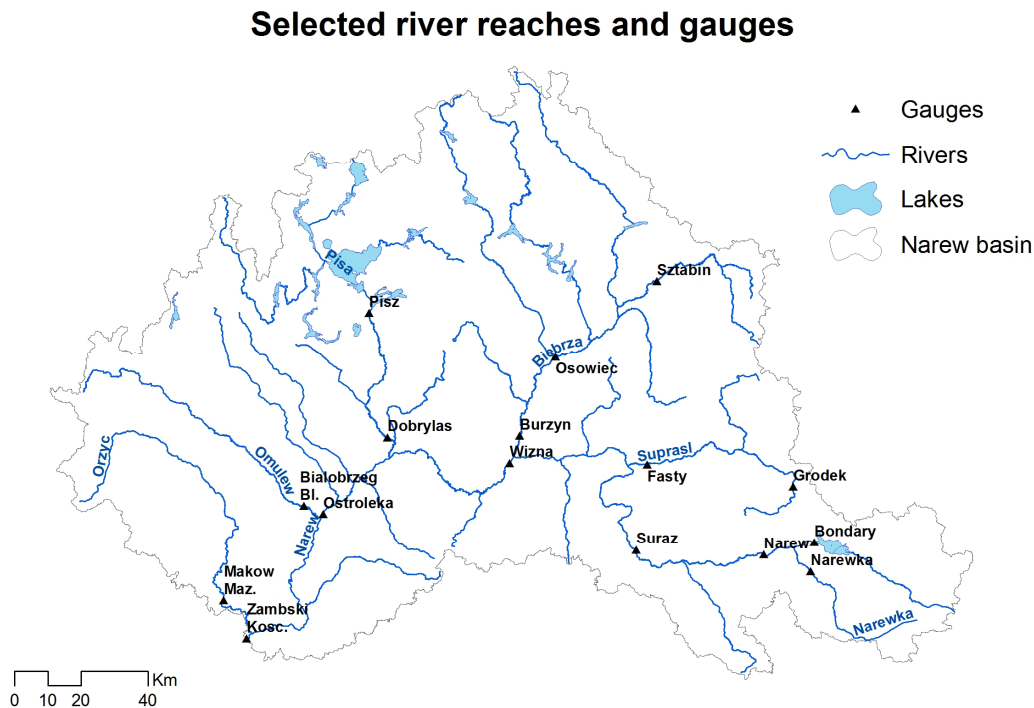 Selected river reaches and gauges
Gauges
Rivers
Lakes
Narew basin
Pisa
Sztabin
Pisz
Biebrza
Osowiec
Dobrylas
Burzyn
Wizna
Orzyc
Omulew
Suprasl
Fasty
Grodek
Bialobrzeg
Bl.
Ostroleka
Narew
Suraz
Narew
Bondary
Narewka
Makow
Maz.
Zambski
Kosc.
Narewka
Km
0 10 20 40